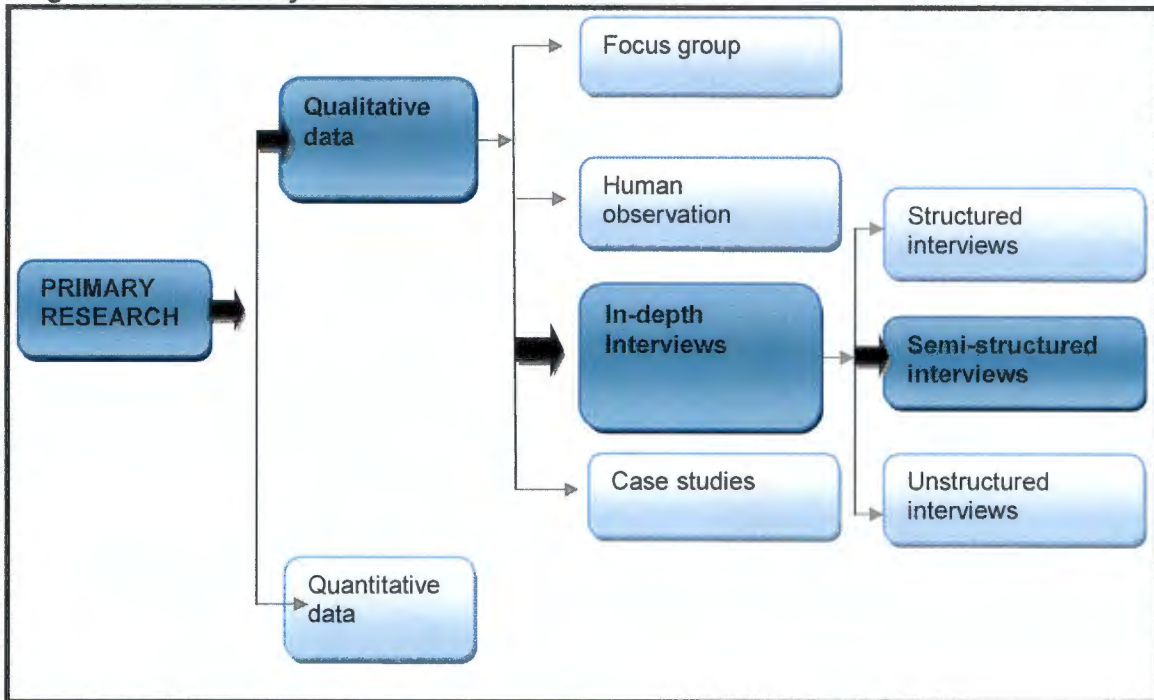 Focus group
Qualitative
data
Human
observation
Structured
interviews
PRIMARY
RESEARCH
In-depth
Interviews
Semi-structured
interviews
Case studies
Unstructured
interviews
Quantitative
data